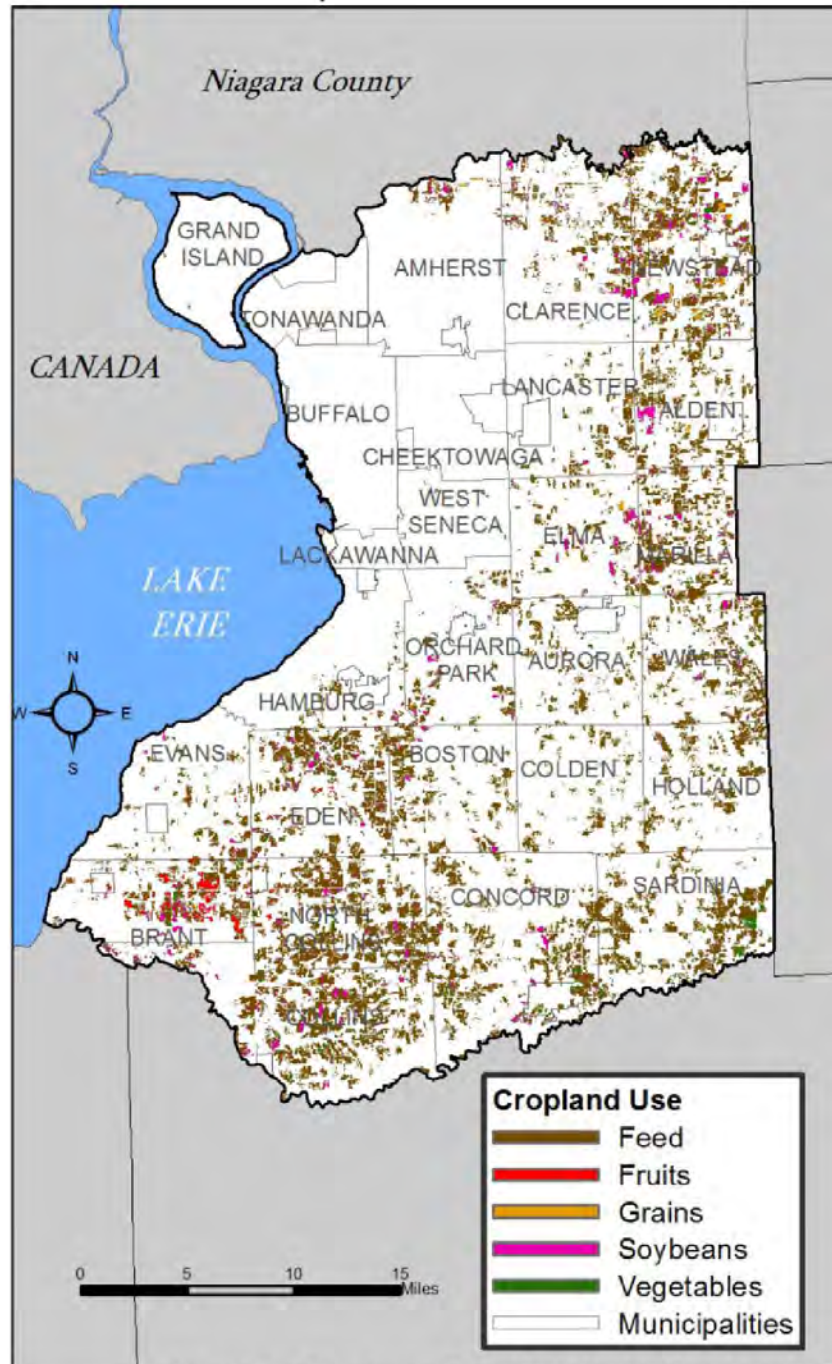 Niagara County
GRAND
ISLAND
AMHERST
NEWSTEAD
TONAWANDA
CLARENCE
CANADA
LANCASTER
BUFFALO
ALDEN
CHEEKTOWAGA
WEST
SENECA
ELMA
LACKAWANNA
MARILLA
LAKE
ERIE
ORCHARD
PARK
AURORA
WALES
N
W
E
S
HAMBURG
EVANS
BOSTON
COLDEN
HOLLAND
EDEN
CONCORD
SARDINIA
NORTH
COLLINS
BRANT
COLLINS
Cropland Use
Feed
Fruits
Grains
Soybeans
Vegetables
Municipalities
0 5 10 15
Miles